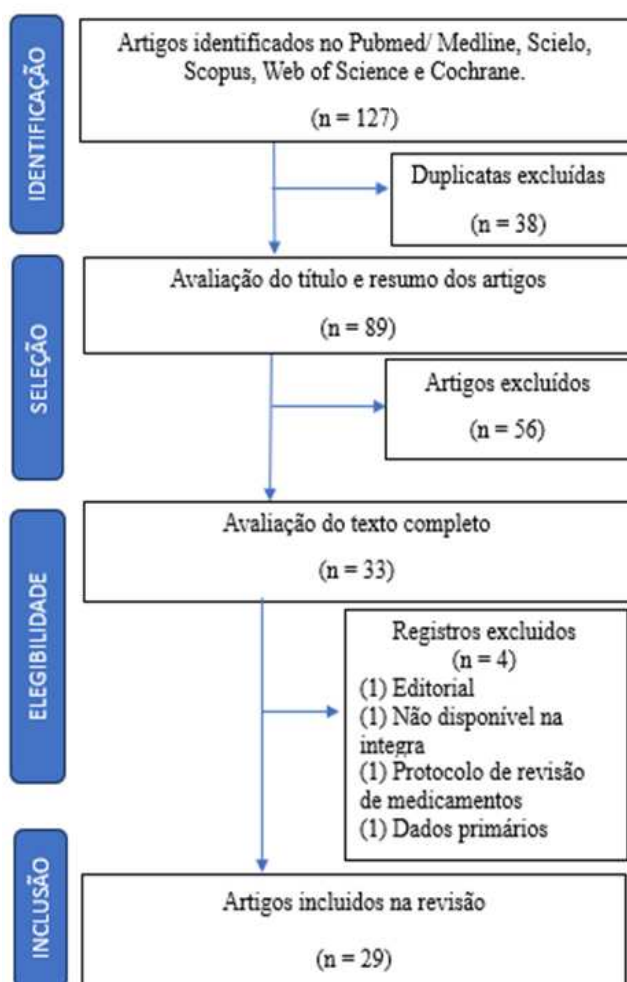 IDENTIFICAÇÃO
Artigos identificados no Pubmed/ Medline, Scielo,
Scopus, Web of Science e Cochrane.
(n = 127)
Duplicatas excluídas
(n = 38)
SELEÇÃO
Avaliação do título e resumo dos artigos
(n = 89)
Artigos excluídos
(n = 56)
ELEGIBILIDADE
Avaliação do texto completo
(n = 33)
Registros excluidos
(n = 4)
(1) Editorial
(1) Não disponível na
integra
(1) Protocolo de revisão
de medicamentos
(1) Dados primários
INCLUSÃO
Artigos incluidos na revisão
(n = 29)